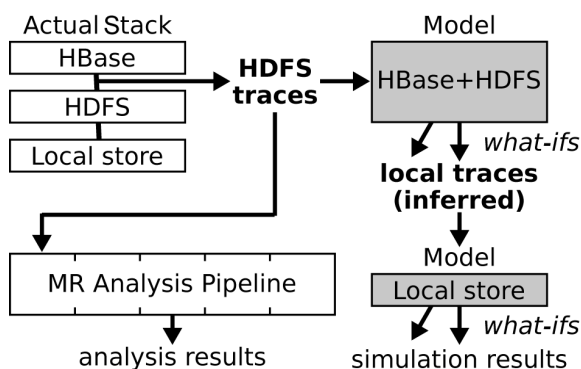 Actual Stack
HBase
HDFS
Local store
HDFS
traces
Model
HBase+HDFS
what-ifs
local traces
(inferred)
Model
Local store
what-ifs
simulation results
MR Analysis Pipeline
analysis results